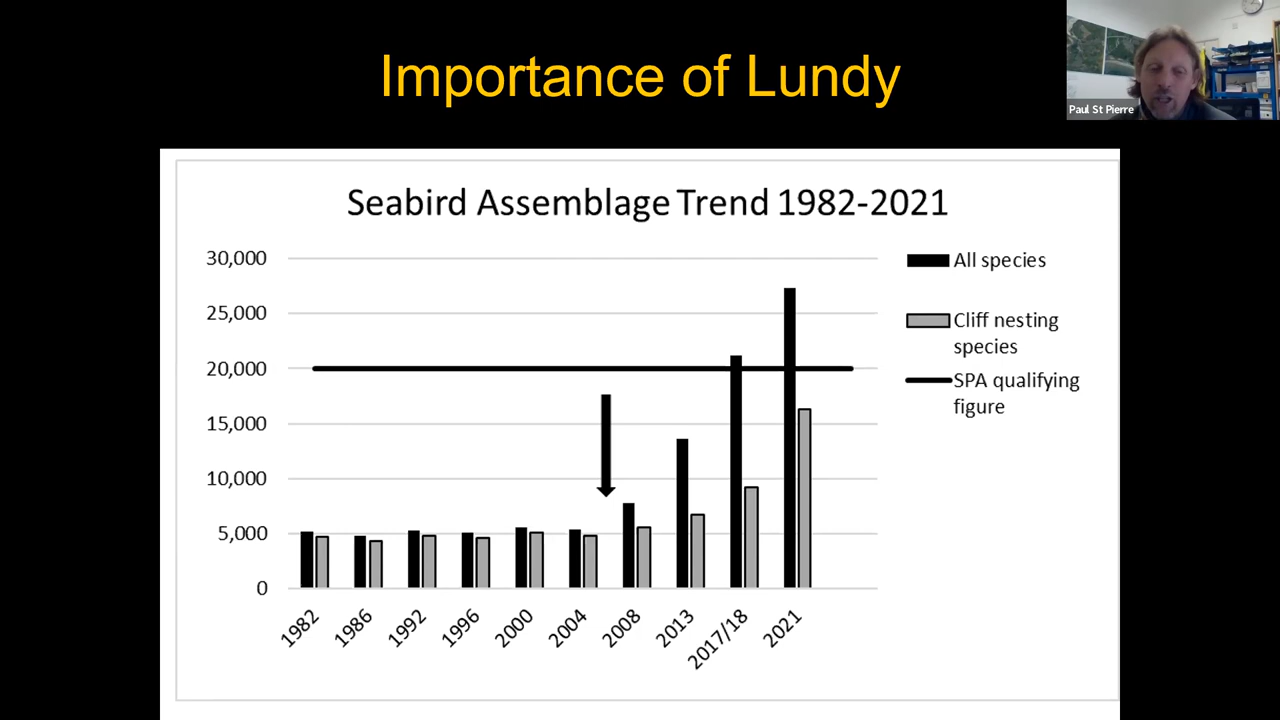 Importance of Lundy
Paul St Pierre
Seabird Assemblage Trend 1982-2021
30,000
25,000
20,000
15,000
10,000
5,000
0
1982
1986
1992
1996
2000
2004
2008
2013
2017/18
2021
All species
Cliff nesting
species
SPA qualifying
figure